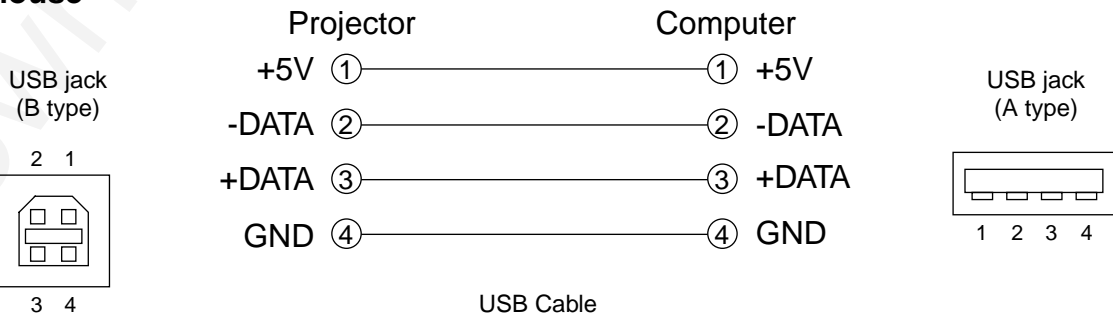 Projector Computer
USB jack
(B type)
2 1
3 4
+5V ① ① +5V
-DATA ② ② -DATA
+DATA ③ ③ +DATA
GND ④ ④ GND
USB Cable
USB jack
(A type)
1 2 3 4